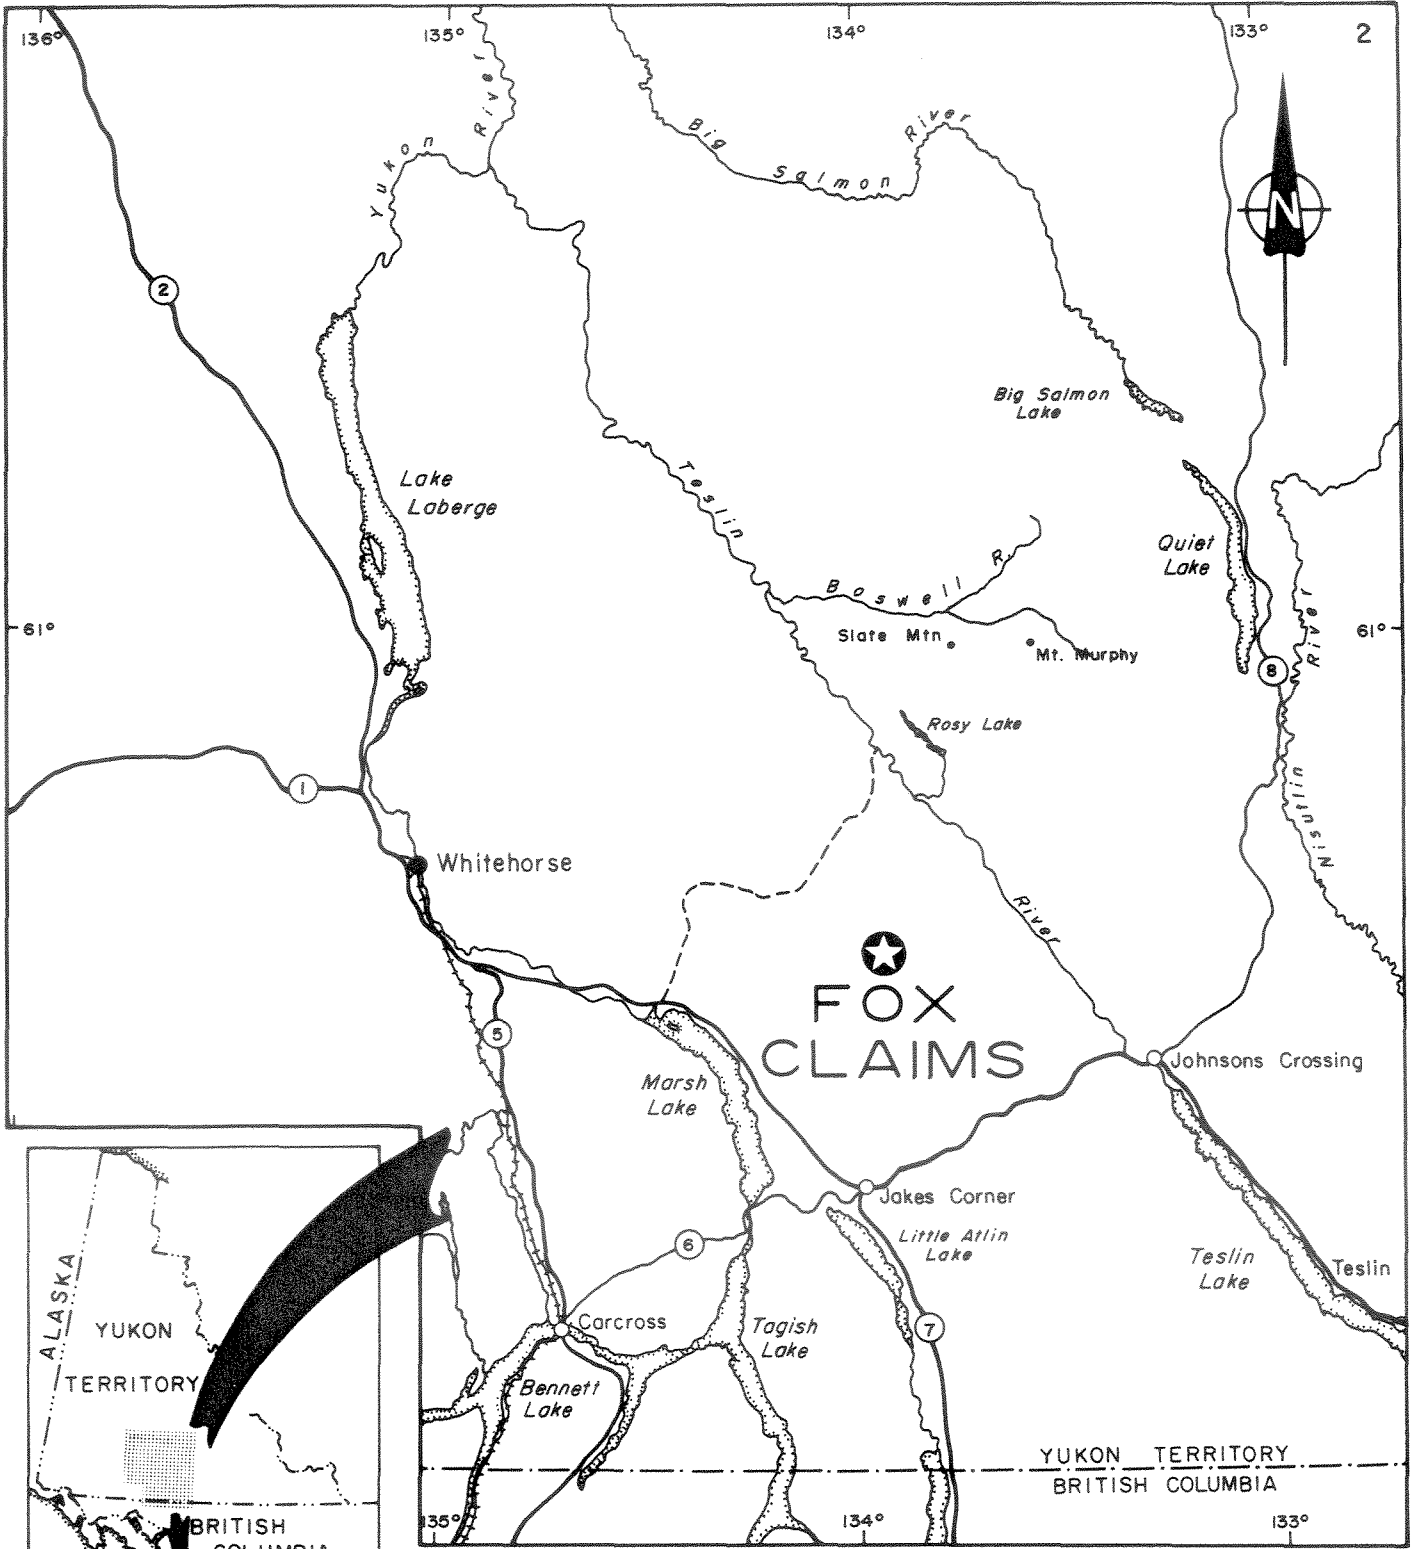 136°
135°
134°
133°
2
Yukon
River
Big
Salmon
River
N
2
Big Salmon
Lake
Lake
Laberge
Teslin
Quiet
Lake
Boswell R.
61°
Slate Mtn
Mt. Murphy
61°
8
River
Rosy Lake
1
Nisutlin
Whitehorse
River
FOX
CLAIMS
5
Johnsons Crossing
Marsh
Lake
Jakes Corner
Little Atlin
Lake
6
Teslin
Lake
Teslin
ALASKA
YUKON
TERRITORY
Carcross
Tagish
Lake
7
Bennett
Lake
YUKON TERRITORY
BRITISH COLUMBIA
BRITISH
COLUMBIA
135°
134°
133°